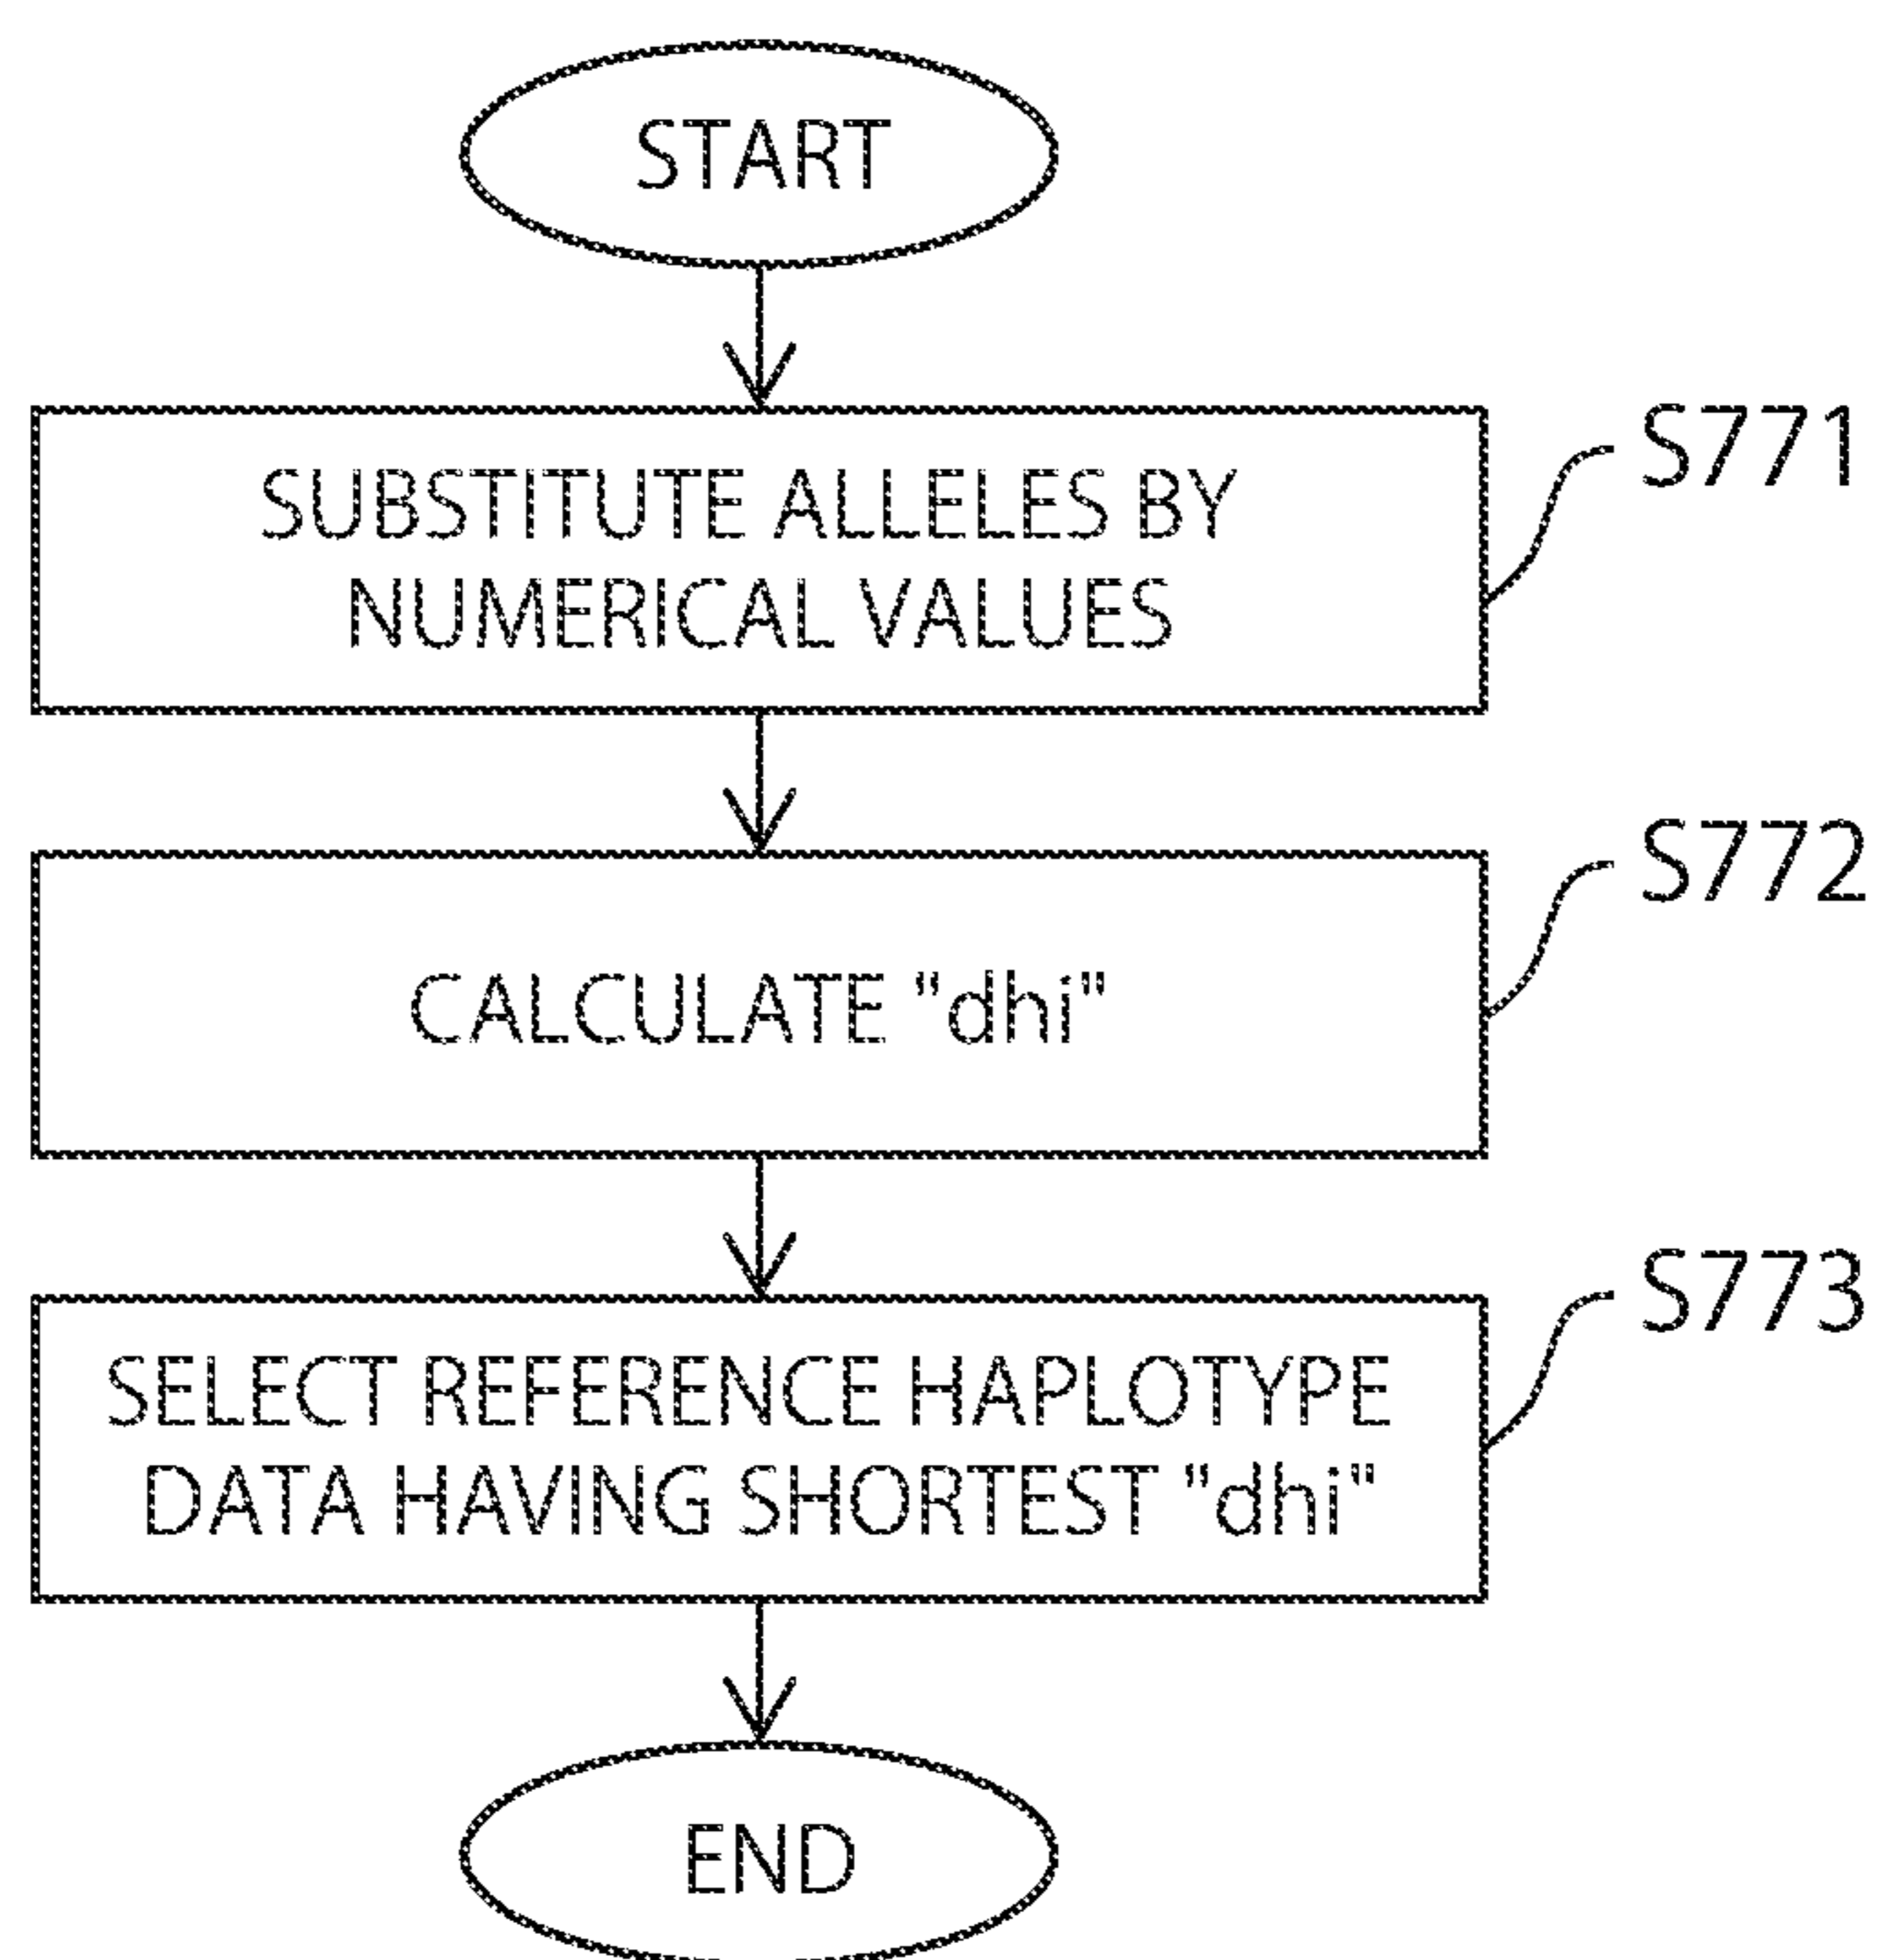 START
SUBSTITUTE ALLELES BY
NUMERICAL VALUES
S771
CALCULATE "dhi"
S772
SELECT REFERENCE HAPLOTYPE
DATA HAVING SHORTEST "dhi"
S773
END